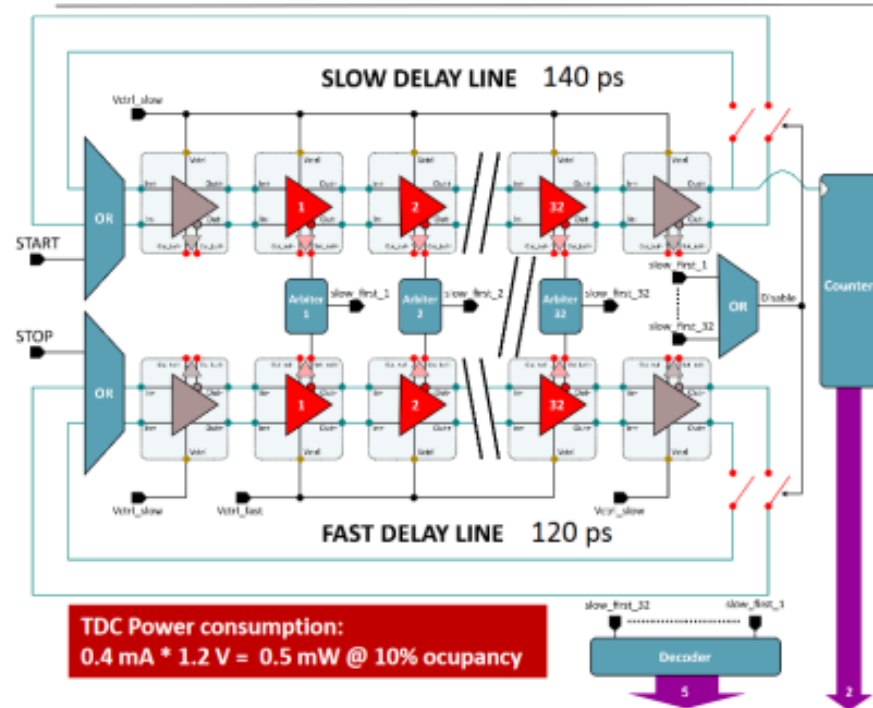 SLOW DELAY LINE 140 ps
Vctrl_slow
OR
START
1
2
32
Arbiter 1
slow_first_1
Arbiter 2
slow_first_2
Arbiter 32
slow_first_32
slow_first_1
slow_first_32
OR
Disable
Counter
STOP
OR
1
2
32
Vctrl_slow
Vctrl_fast
Vctrl_slow
FAST DELAY LINE 120 ps
TDC Power consumption:
0.4 mA * 1.2 V = 0.5 mW @ 10% ocupancy
slow_first_32
slow_first_1
Decoder
5
2